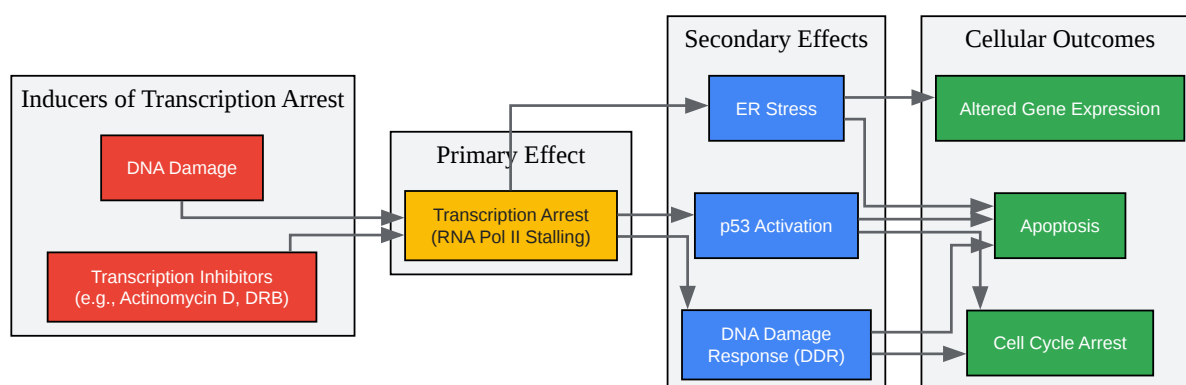 Inducers of Transcription Arrest
DNA Damage
Transcription Inhibitors
(e.g., Actinomycin D, DRB)
Primary Effect
Transcription Arrest
(RNA Pol II Stalling)
Secondary Effects
ER Stress
p53 Activation
DNA Damage
Response (DDR)
Cellular Outcomes
Altered Gene Expression
Apoptosis
Cell Cycle Arrest